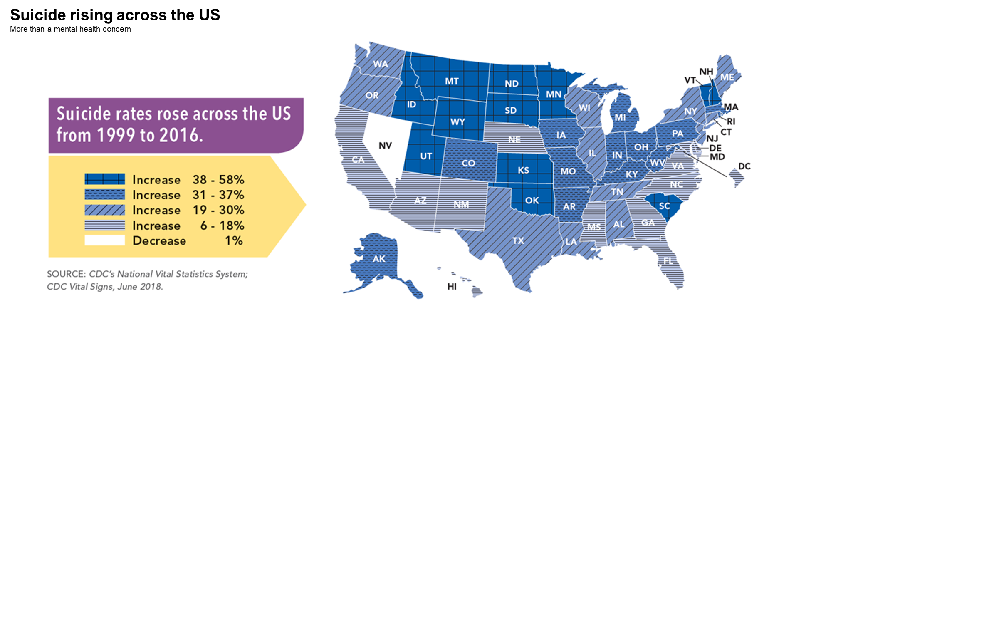 Suicide rising across the US
More than a mental health concern
Suicide rates rose across the US
from 1999 to 2016.
Increase 38 - 58%
Increase 31 - 37%
Increase 19 - 30%
Increase 6 - 18%
Decrease 1%
SOURCE: CDC's National Vital Statistics System;
CDC Vital Signs, June 2018.
WA
MT
ND
MN
OR
ID
SD
WY
WI
MI
NY
VT
NH
ME
MA
RI
CT
NJ
DE
MD
DC
NV
UT
CO
NE
IA
IL
IN
OH
PA
CA
KS
MO
KY
WV
VA
AZ
NM
OK
AR
TN
NC
SC
TX
LA
MS
AL
GA
FL
AK
HI